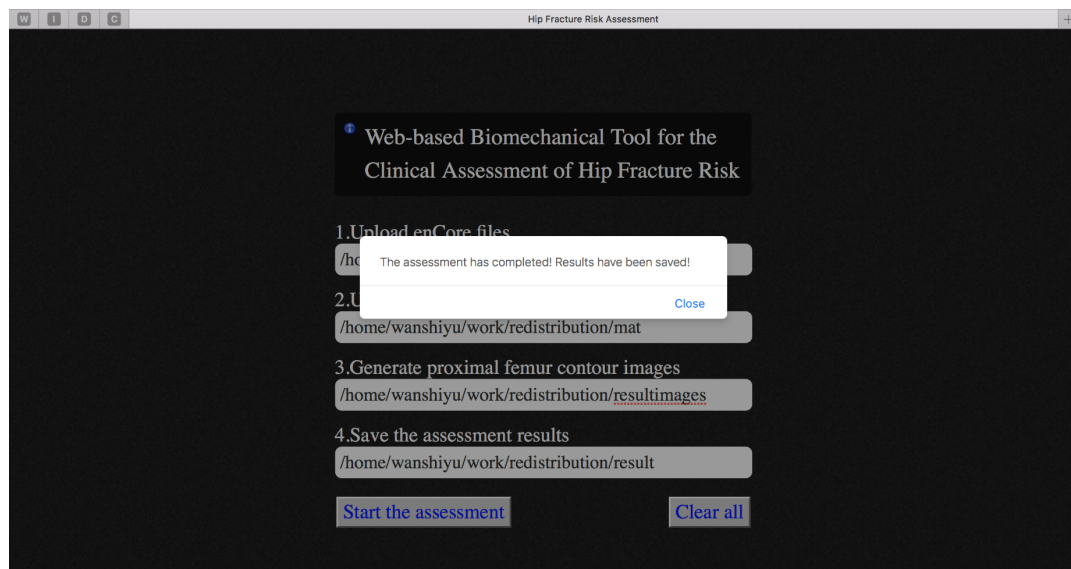 W I D C Hip Fracture Risk Assessment +
Web-based Biomechanical Tool for the
Clinical Assessment of Hip Fracture Risk
1.Upload enCore files
/ho
The assessment has completed! Results have been saved!
Close
2.U
/home/wanshiyu/work/redistribution/mat
3.Generate proximal femur contour images
/home/wanshiyu/work/redistribution/resultimages
4.Save the assessment results
/home/wanshiyu/work/redistribution/result
Start the assessment Clear all